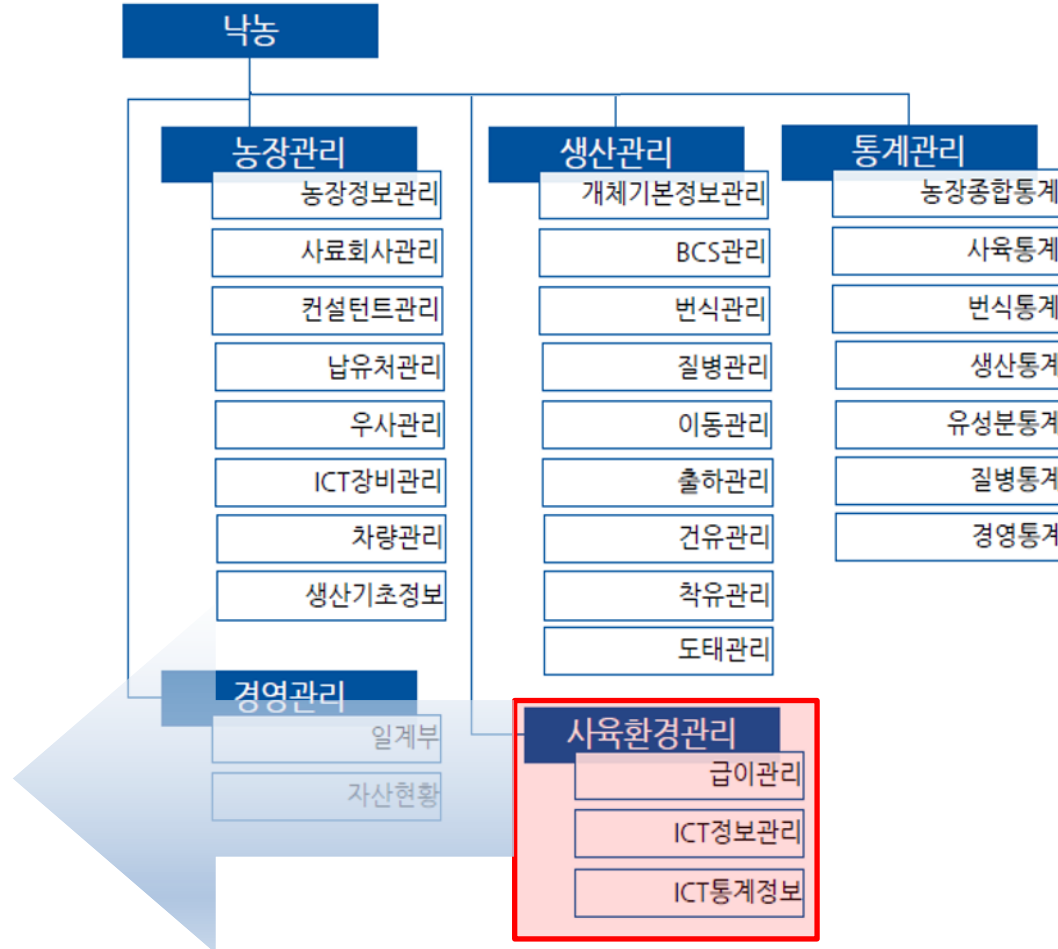 낙농
농장관리
농장정보관리
사료회사관리
컨설턴트관리
납유처관리
우사관리
ICT장비관리
차량관리
생산기초정보
생산관리
개체기본정보관리
BCS관리
번식관리
질병관리
이동관리
출하관리
건유관리
착유관리
도태관리
통계관리
농장종합통계
사육통계
번식통계
생산통계
유성분통계
질병통계
경영통계
경영관리
일계부
자산현황
사육환경관리
급이관리
ICT정보관리
ICT통계정보